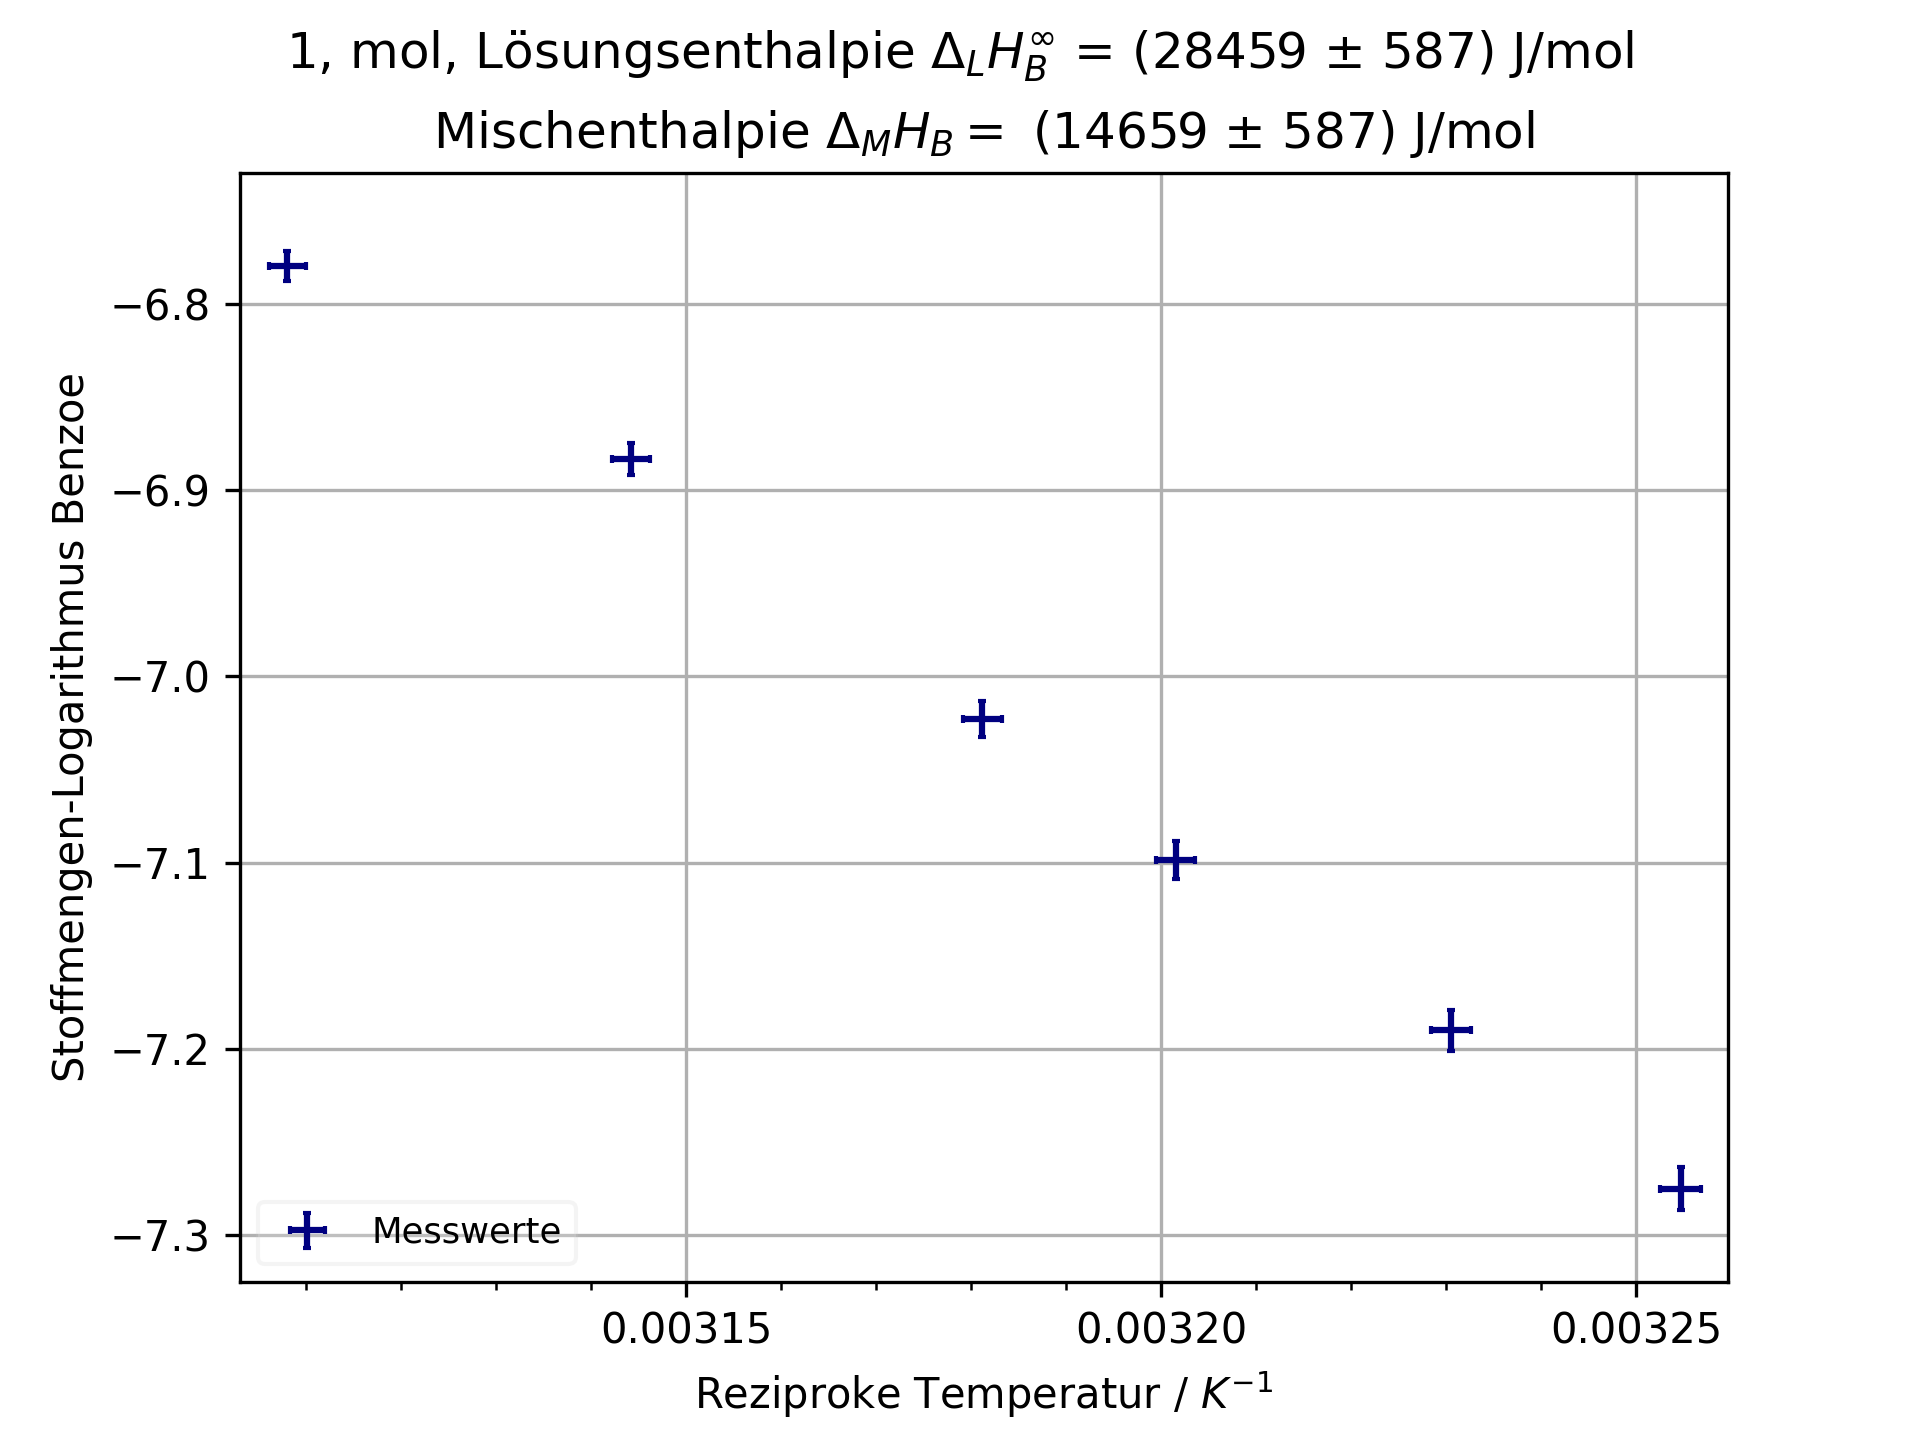 1, mol, Lösungsenthalpie Δ_L H_B^∞ = (28459 ± 587) J/mol
Mischenthalpie Δ_M H_B = (14659 ± 587) J/mol
Stoffmengen-Logarithmus Benzoe
−6.8
−6.9
−7.0
−7.1
−7.2
−7.3
Messwerte
0.00315 0.00320 0.00325
Reziproke Temperatur / K⁻¹